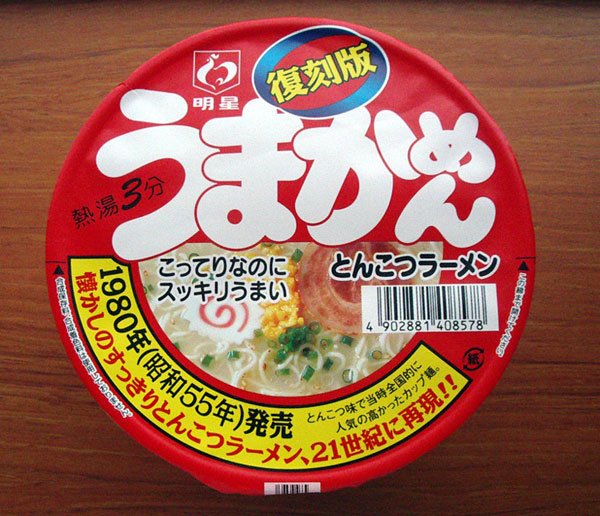 明星
復刻版
うまかめん
熱湯3分
こってりなのに
スッキリうまい
とんこつラーメン
4 902881 408578
1980年(昭和55年)発売
懐かしのすっきりとんこつラーメン、21世紀に再現!!
とんこつ味で当時全国的に
人気の高かったカップ麺。
紙